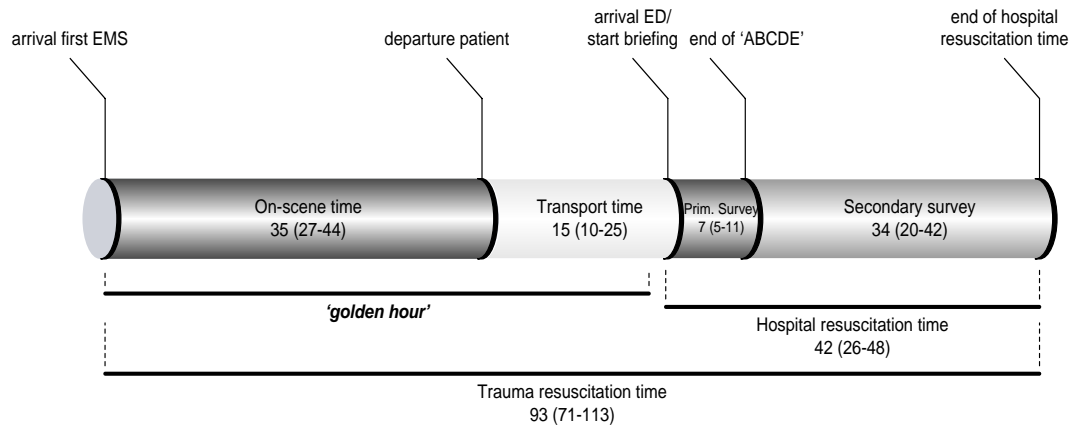 arrival first EMS
departure patient
arrival ED/
start briefing
end of ‘ABCDE’
end of hospital
resuscitation time
On-scene time
35 (27-44)
Transport time
15 (10-25)
Prim. Survey
7 (5-11)
Secondary survey
34 (20-42)
‘golden hour’
Hospital resuscitation time
42 (26-48)
Trauma resuscitation time
93 (71-113)